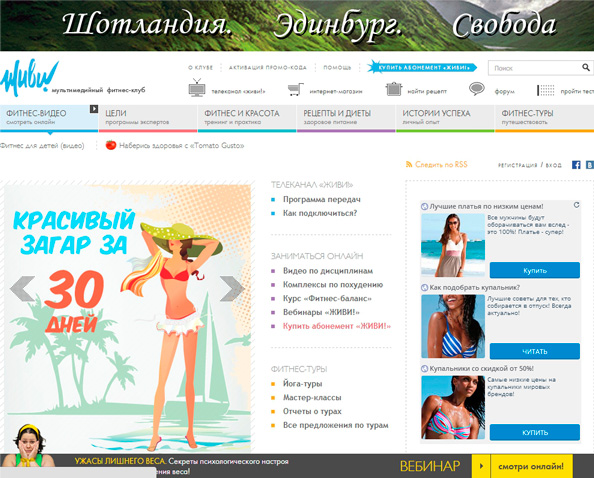 Шотландия. Эдинбург. Свобода
Живи!
мультимедийный фитнес-клуб
О КЛУБЕ АКТИВАЦИЯ ПРОМО-КОДА ПОМОЩЬ КУПИТЬ АБОНЕМЕНТ «ЖИВИ!» Поиск
телеканал «живи!» интернет-магазин найти рецепт форум пройти тест
ФИТНЕС-ВИДЕО ЦЕЛИ ФИТНЕС И КРАСОТА РЕЦЕПТЫ И ДИЕТЫ ИСТОРИИ УСПЕХА ФИТНЕС-ТУРЫ
смотреть онлайн программы экспертов тренинг и практика здоровое питание личный опыт путешествовать
Фитнес для детей (видео) Наберись здоровья с «Tomato Gusto»
Следить по RSS РЕГИСТРАЦИЯ / ВХОД
КРАСИВЫЙ
ЗАГАР ЗА
30
ДНЕЙ
ТЕЛЕКАНАЛ «ЖИВИ!»
Программа передач
Как подключиться?
ЗАНИМАТЬСЯ ОНЛАЙН
Видео по дисциплинам
Комплексы по похудению
Курс «Фитнес-баланс»
Вебинары «ЖИВИ!»
Купить абонемент «ЖИВИ!»
ФИТНЕС-ТУРЫ
Йога-туры
Мастер-классы
Отчеты о турах
Все предложения по турам
Лучшие платья по низким ценам!
Все мужчины будут
оборачиваться вам вслед -
это 100%! Платье - супер!
Купить
Как подобрать купальник?
Лучшие советы для тех, кто
собирается в отпуск! Всегда
актуально!
ЧИТАТЬ
Купальники со скидкой от 50%!
Самые низкие цены на
купальники мировых
брендов!
КУПИТЬ
УЖАСЫ ЛИШНЕГО ВЕСА. Секреты психологического настроя
ения веса!
ВЕБИНАР смотри онлайн!